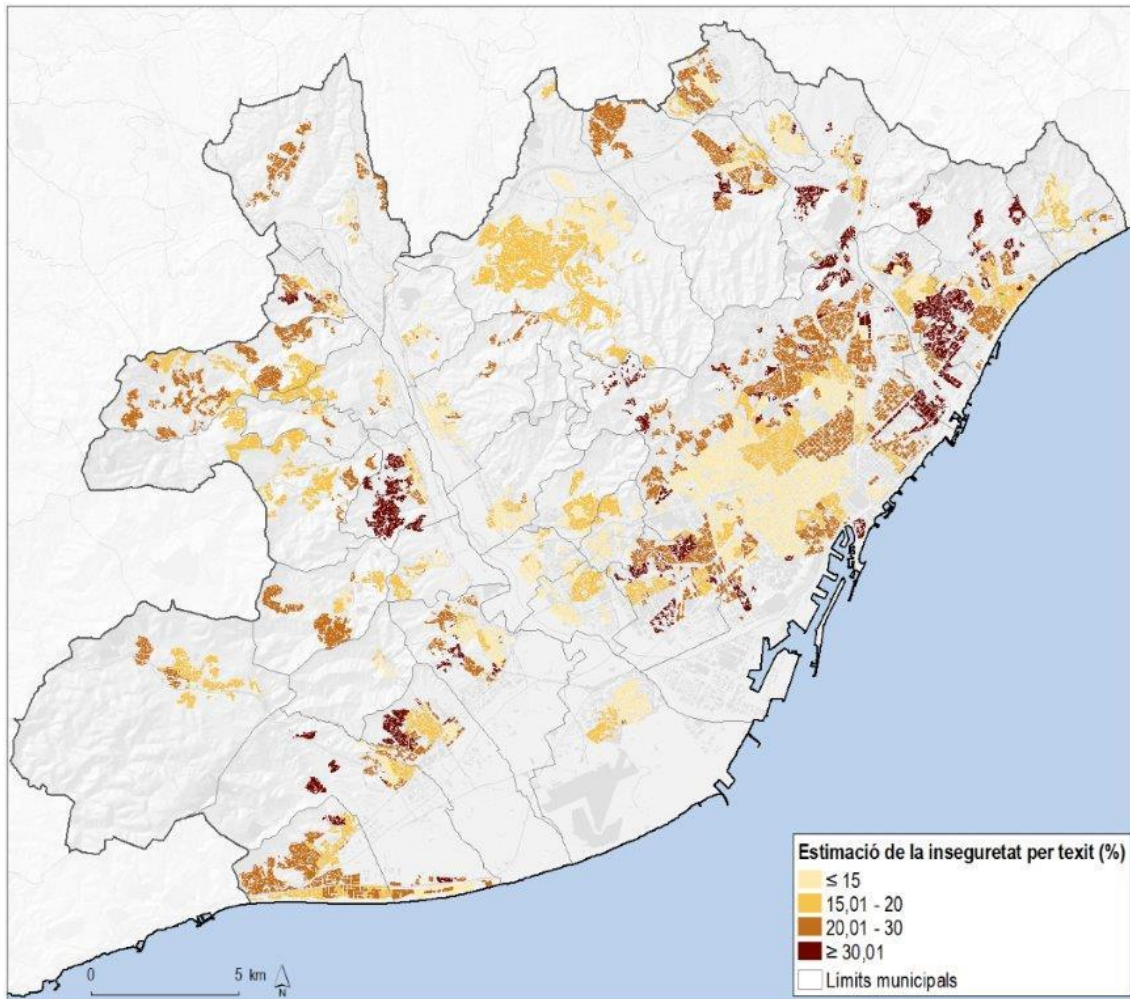 Estimació de la inseguretat per texit (%)
≤ 15
15,01 - 20
20,01 - 30
≥ 30,01
Límits municipals
0 5 km
N